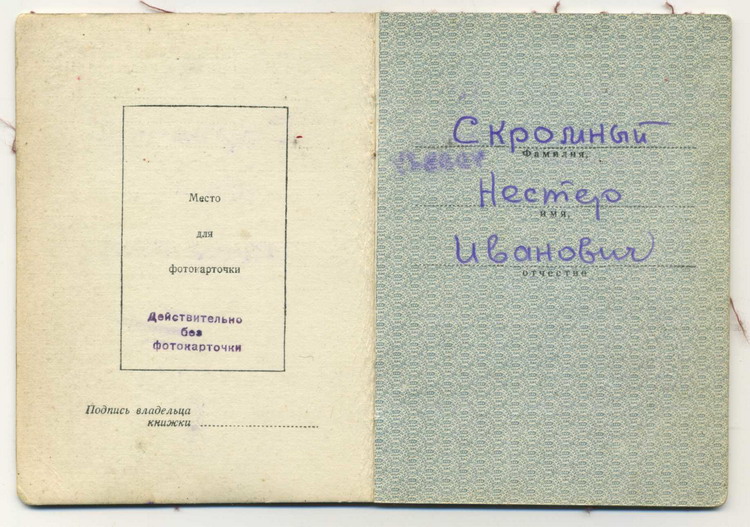 Место
для
фотокарточки
Действительно
без
фотокарточки
Подпись владельца
книжки
Скромный
Фамилия,
Нестер
имя,
Иванович
отчество